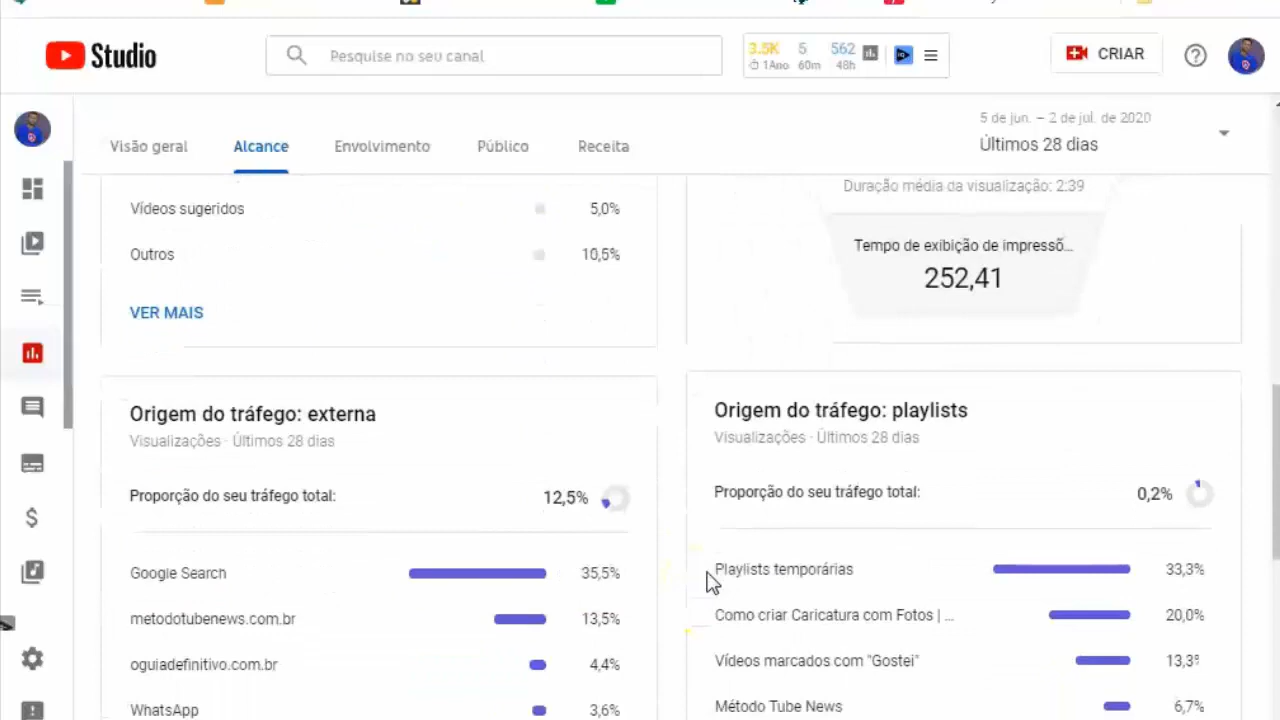 Studio
Pesquise no seu canal
3.5K 5 562
1Ano 60m 48h
CRIAR
Visão geral
Alcance
Envolvimento
Público
Receita
5 de jun. – 2 de jul. de 2020
Últimos 28 dias
Vídeos sugeridos 5,0%
Outros 10,5%
VER MAIS
Duração média da visualização: 2:39
Tempo de exibição de impressõ...
252,41
Origem do tráfego: externa
Visualizações · Últimos 28 dias
Proporção do seu tráfego total: 12,5%
Google Search 35,5%
metodotubenews.com.br 13,5%
oguiadefinitivo.com.br 4,4%
WhatsApp 3,6%
Origem do tráfego: playlists
Visualizações · Últimos 28 dias
Proporção do seu tráfego total: 0,2%
Playlists temporárias 33,3%
Como criar Caricatura com Fotos | ... 20,0%
Vídeos marcados com "Gostei" 13,3%
Método Tube News 6,7%